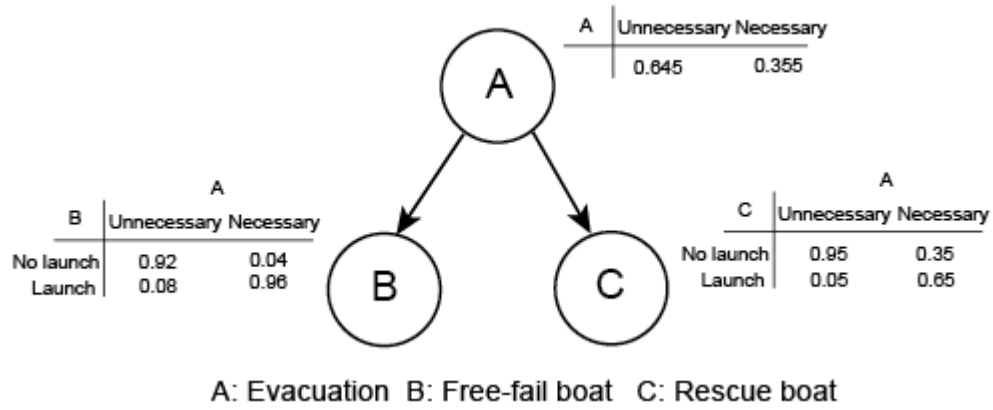 A Unnecessary Necessary
0.645 0.355
A
A
B Unnecessary Necessary
No launch 0.92 0.04
Launch 0.08 0.96
A
C Unnecessary Necessary
No launch 0.95 0.35
Launch 0.05 0.65
B
C
A: Evacuation B: Free-fail boat C: Rescue boat